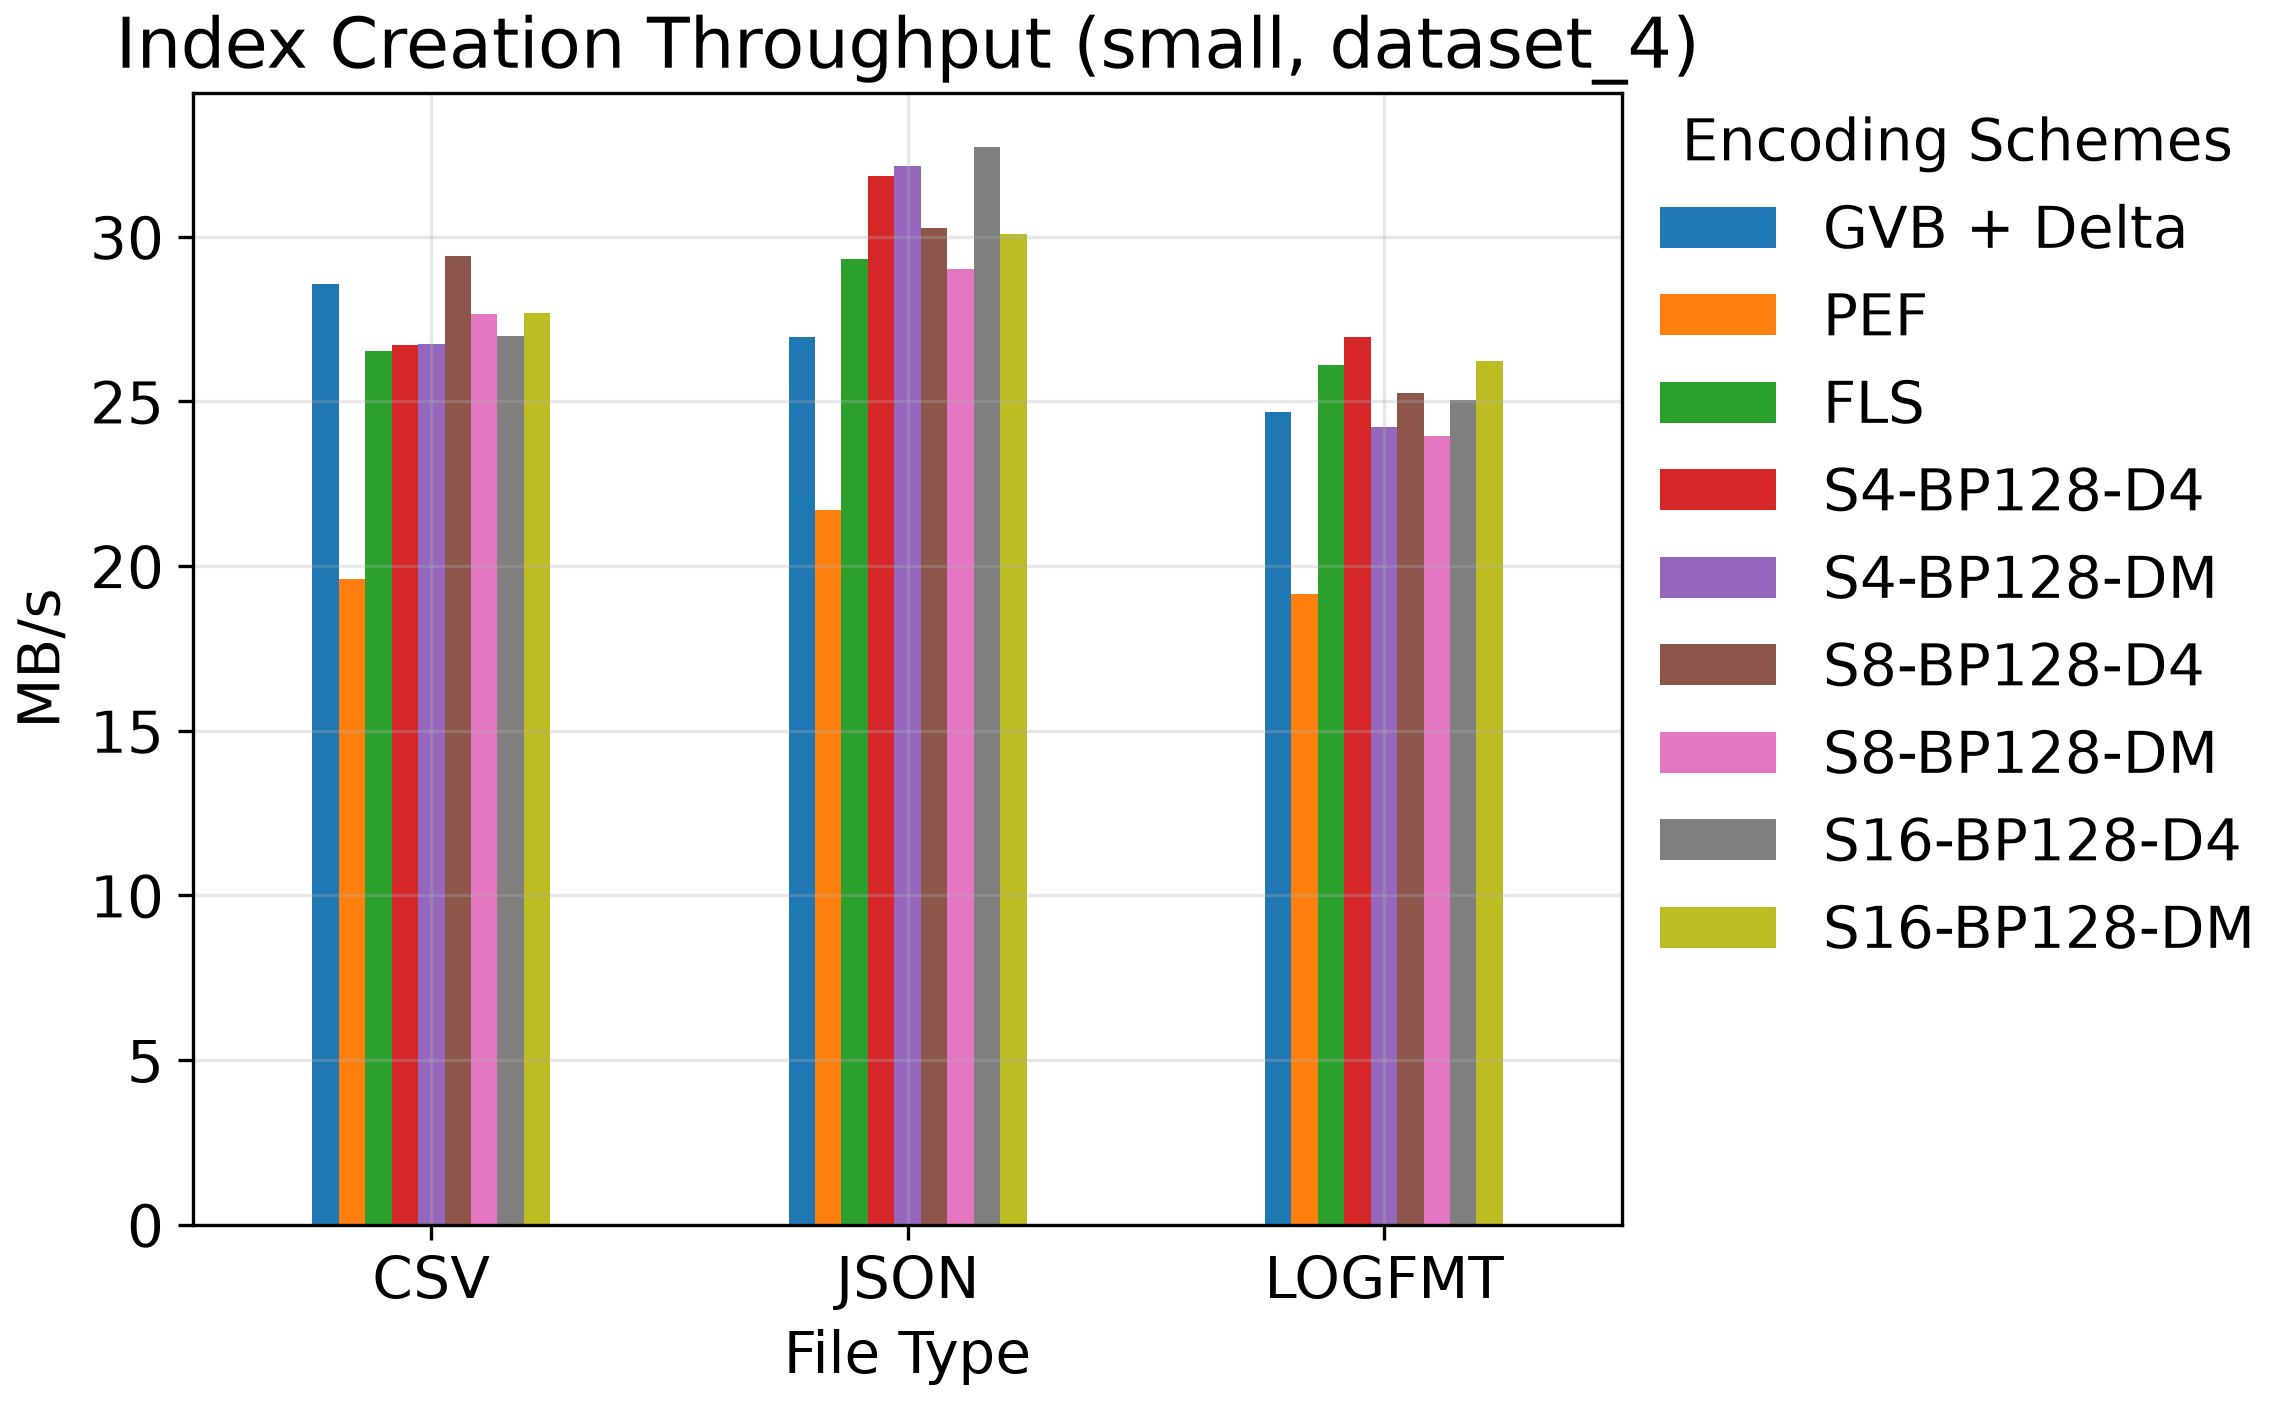 Index Creation Throughput (small, dataset_4)
MB/s
30
25
20
15
10
5
0
CSV
JSON
LOGFMT
File Type
Encoding Schemes
GVB + Delta
PEF
FLS
S4-BP128-D4
S4-BP128-DM
S8-BP128-D4
S8-BP128-DM
S16-BP128-D4
S16-BP128-DM